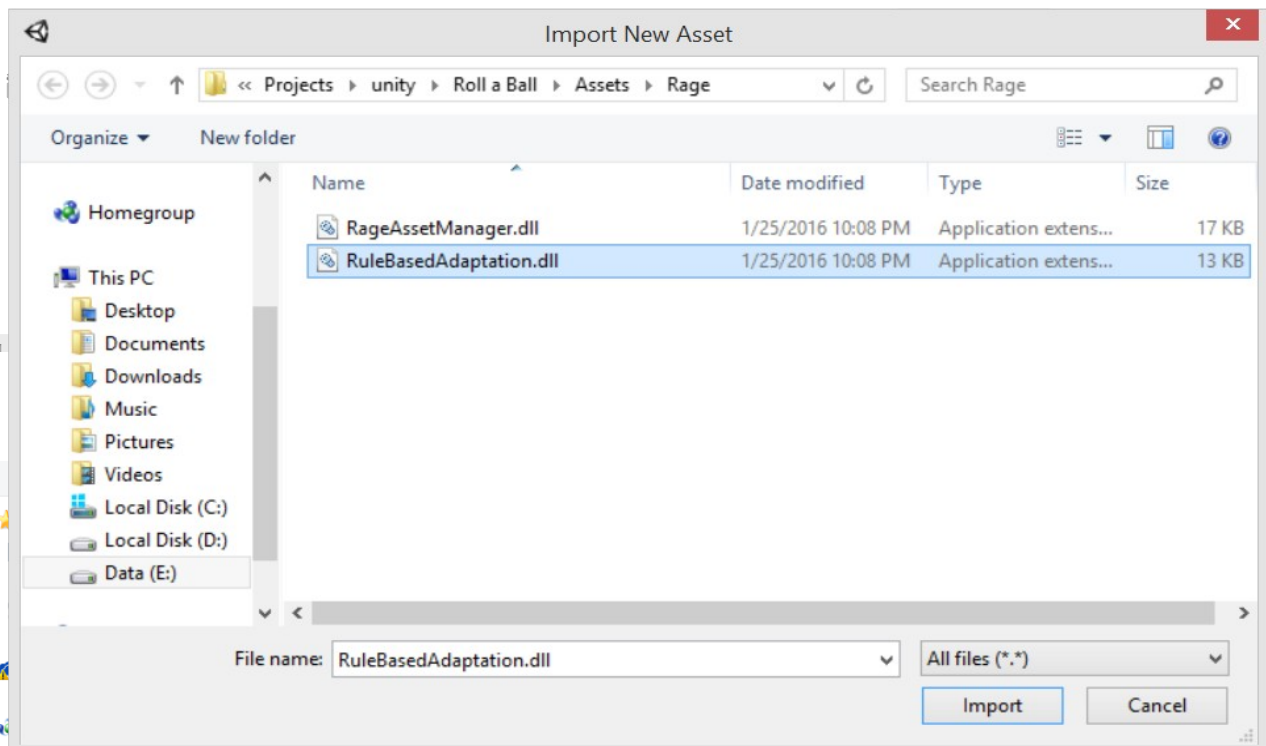 Import New Asset
« Projects unity Roll a Ball Assets Rage
Search Rage
Organize New folder
Name Date modified Type Size
Homegroup
RageAssetManager.dll 1/25/2016 10:08 PM Application extens... 17 KB
RuleBasedAdaptation.dll 1/25/2016 10:08 PM Application extens... 13 KB
This PC
Desktop
Documents
Downloads
Music
Pictures
Videos
Local Disk (C:)
Local Disk (D:)
Data (E:)
File name: RuleBasedAdaptation.dll All files (*.*)
Import Cancel